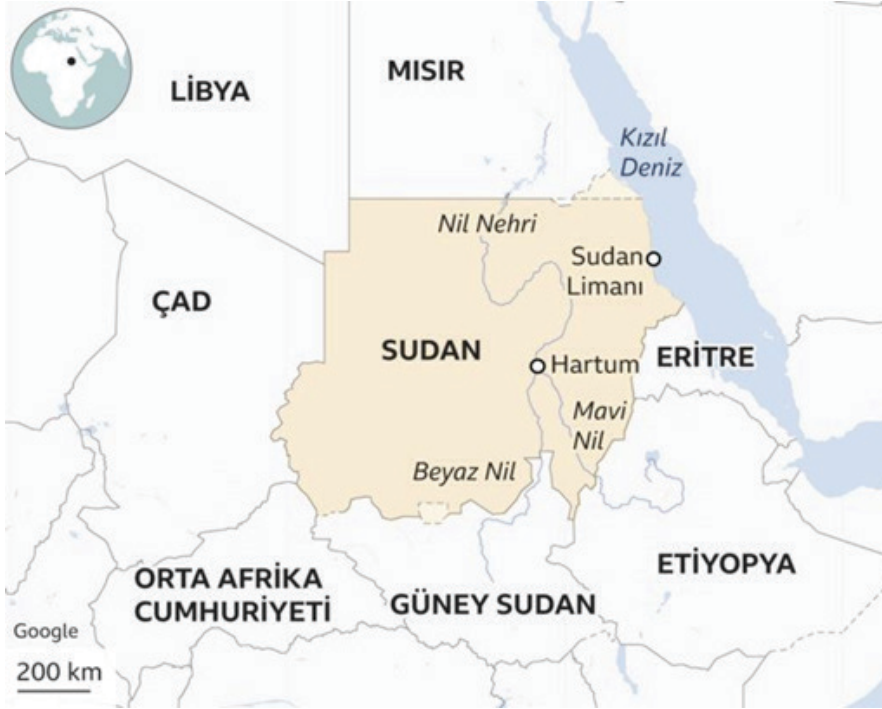 MISIR
LİBYA
Kızıl
Deniz
Nil Nehri
Sudan
Limanı
ÇAD
SUDAN
ERİTRE
Hartum
Mavi
Nil
Beyaz Nil
ETİYOPYA
ORTA AFRİKA
CUMHURİYETİ
GÜNEY SUDAN
Google
200 km